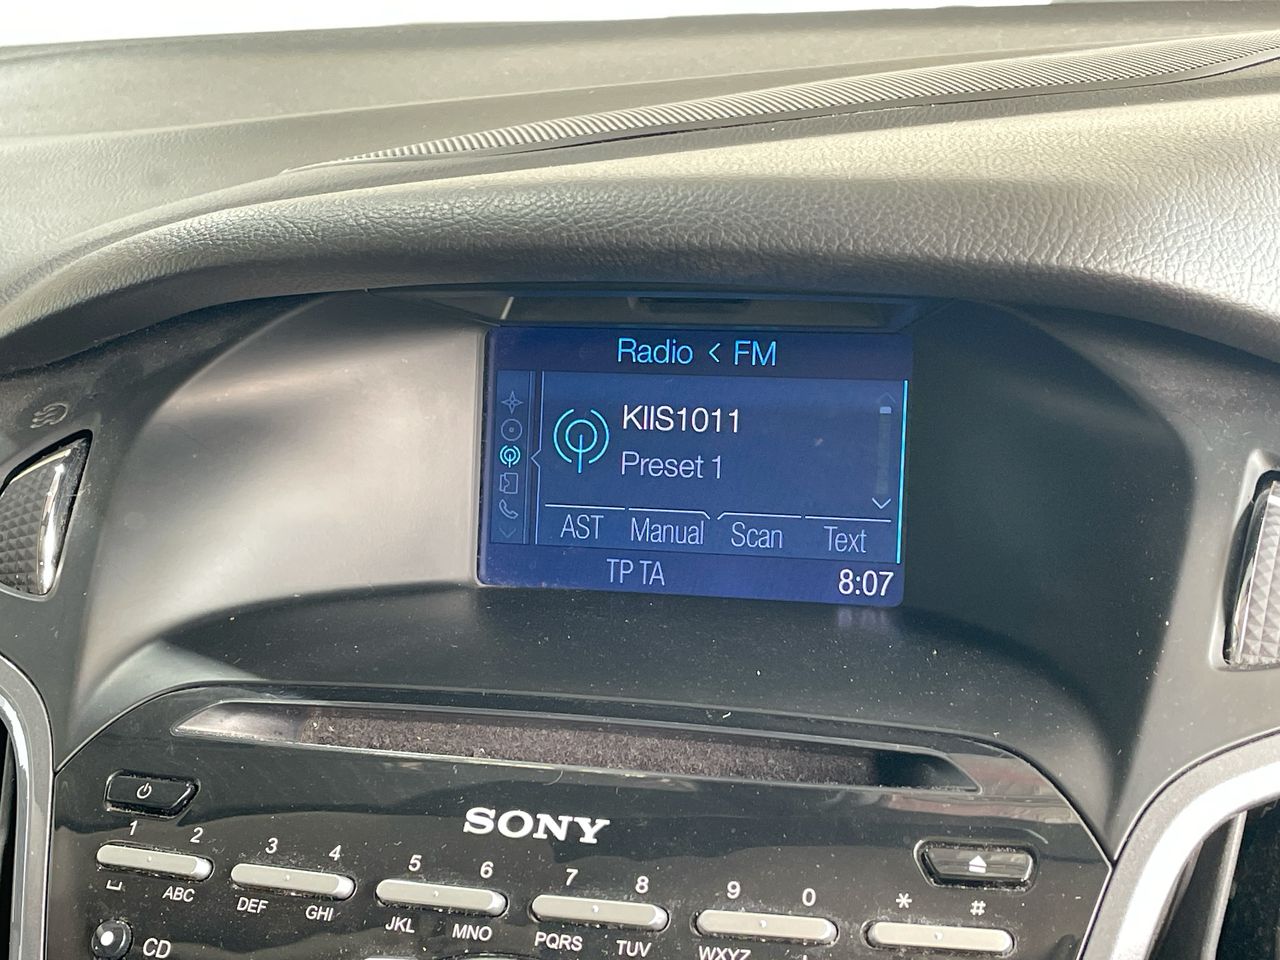 Radio < FM
KIIS1011
Preset 1
AST Manual Scan Text
TP TA 8:07
SONY
1 2 3 4 5 6 7 8 9 0 * #
ABC DEF GHI JKL MNO PQRS TUV WXYZ
CD